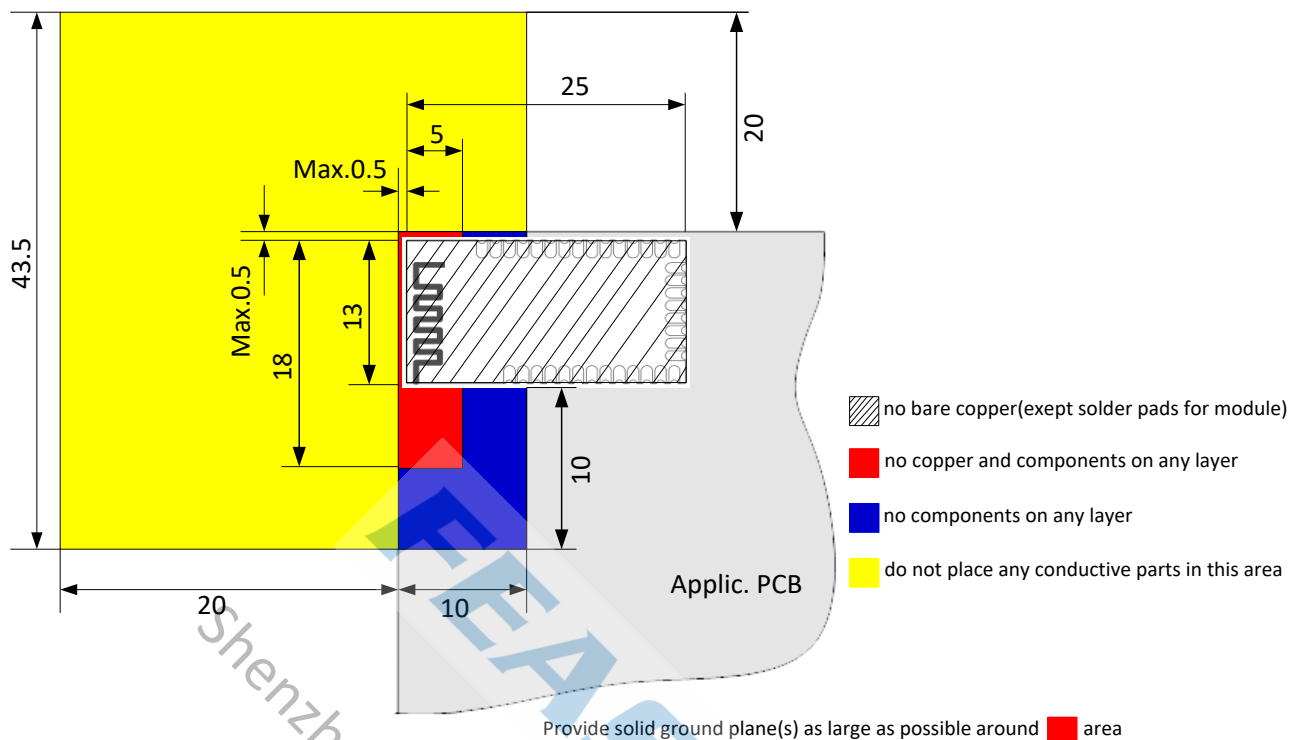 25
20
5
Max.0.5
43.5
Max.0.5
13
18
no bare copper(exept solder pads for module)
no copper and components on any layer
10
no components on any layer
Applic. PCB
do not place any conductive parts in this area
20
10
Shenzh
FEAS
Provide solid ground plane(s) as large as possible around
area